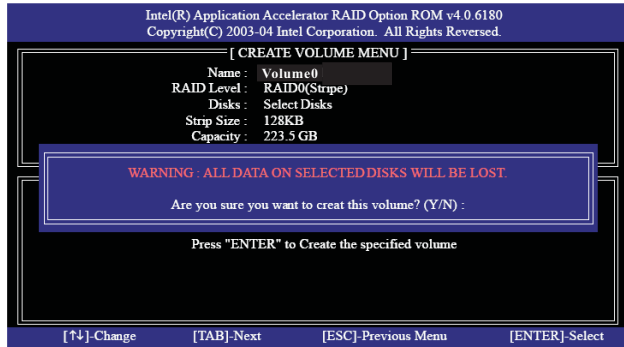 Intel(R) Application Accelerator RAID Option ROM v4.0.6180
Copyright(C) 2003-04 Intel Corporation. All Rights Reversed.
[ CREATE VOLUME MENU ]
Name : Volume0
RAID Level : RAID0(Stripe)
Disks : Select Disks
Strip Size : 128KB
Capacity : 223.5 GB
WARNING : ALL DATA ON SELECTED DISKS WILL BE LOST.
Are you sure you want to creat this volume? (Y/N) :
Press "ENTER" to Create the specified volume
[↑↓]-Change [TAB]-Next [ESC]-Previous Menu [ENTER]-Select